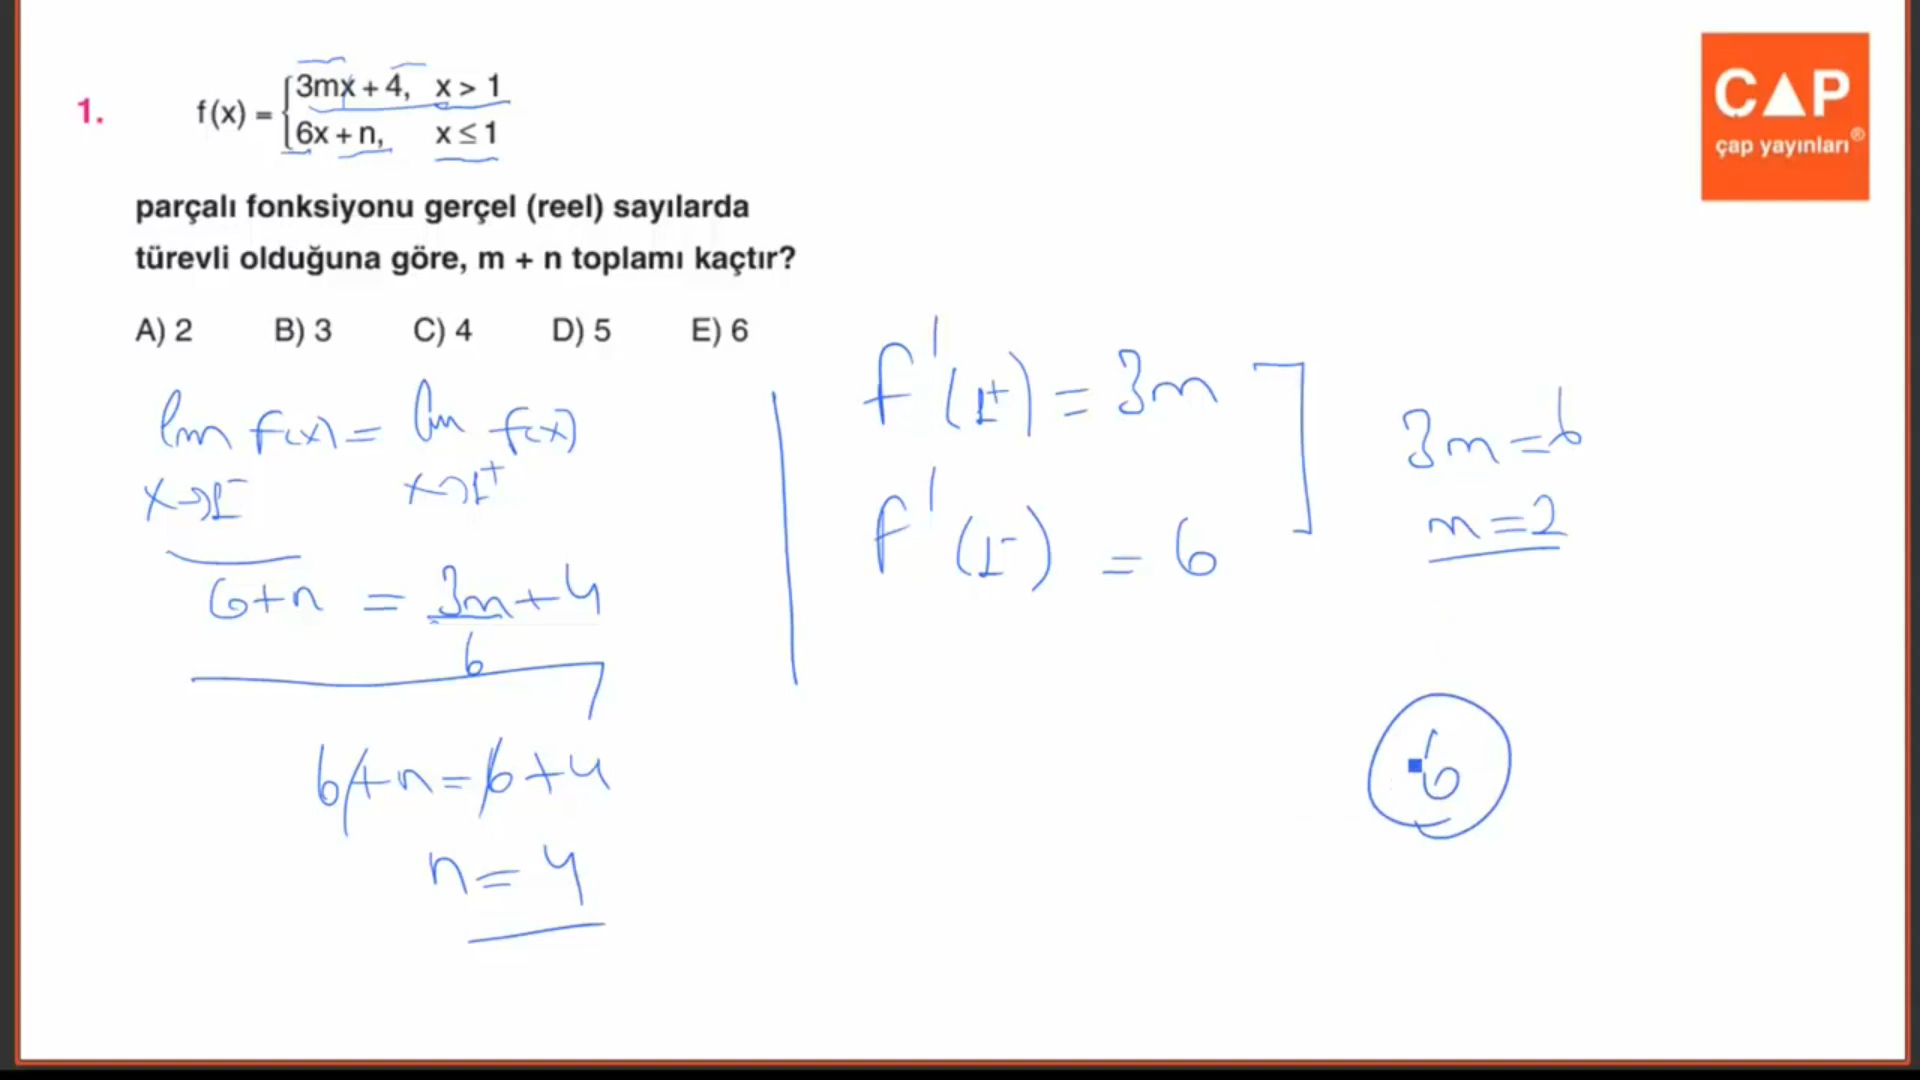 1. f(x) = {3mx + 4, x > 1
6x + n, x ≤ 1
ÇAP
çap yayınları®
parçalı fonksiyonu gerçel (reel) sayılarda
türevli olduğuna göre, m + n toplamı kaçtır?
A) 2 B) 3 C) 4 D) 5 E) 6
lim f(x) = lim f(x)
x→1⁻ x→1⁺
6+n = 3m+4
6
6+n=6+4
n=4
f'(1⁺) = 3m
f'(1⁻) = 6
3m=6
m=2
6